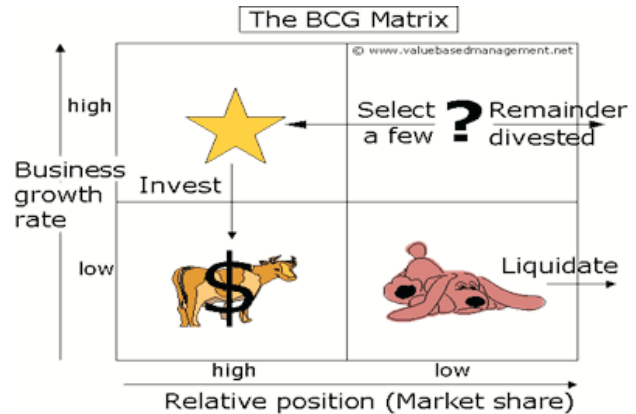 The BCG Matrix
© www.valuebasedmanagement.net
high
Select
a few
?
Remainder
divested
Business
growth
rate
Invest
low
$
Liquidate
high
low
Relative position (Market share)